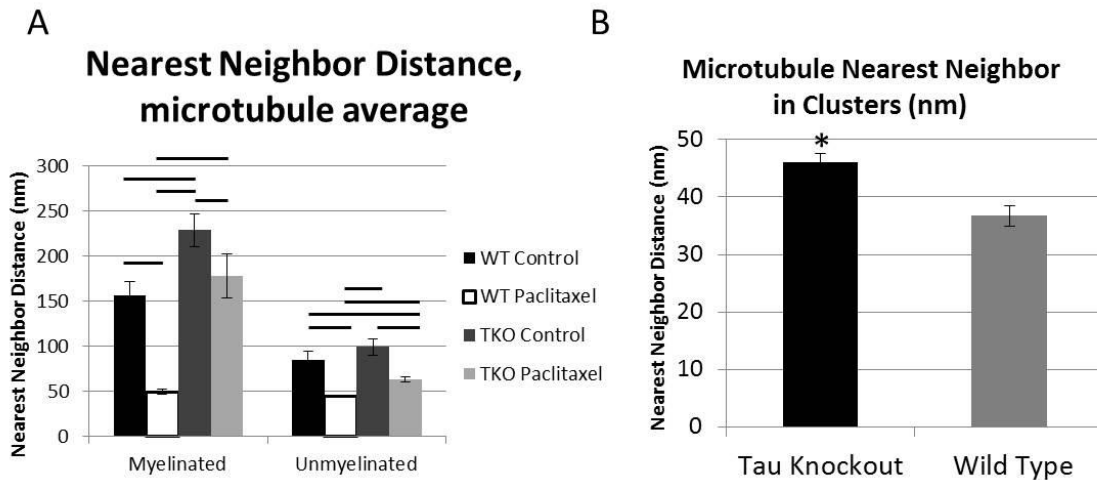 A
Nearest Neighbor Distance,
microtubule average
Nearest Neighbor Distance (nm)
300
250
200
150
100
50
0
Myelinated
Unmyelinated
WT Control
WT Paclitaxel
TKO Control
TKO Paclitaxel
B
Microtubule Nearest Neighbor
in Clusters (nm)
Nearest Neighbor Distance (nm)
50
40
30
20
10
0
*
Tau Knockout
Wild Type